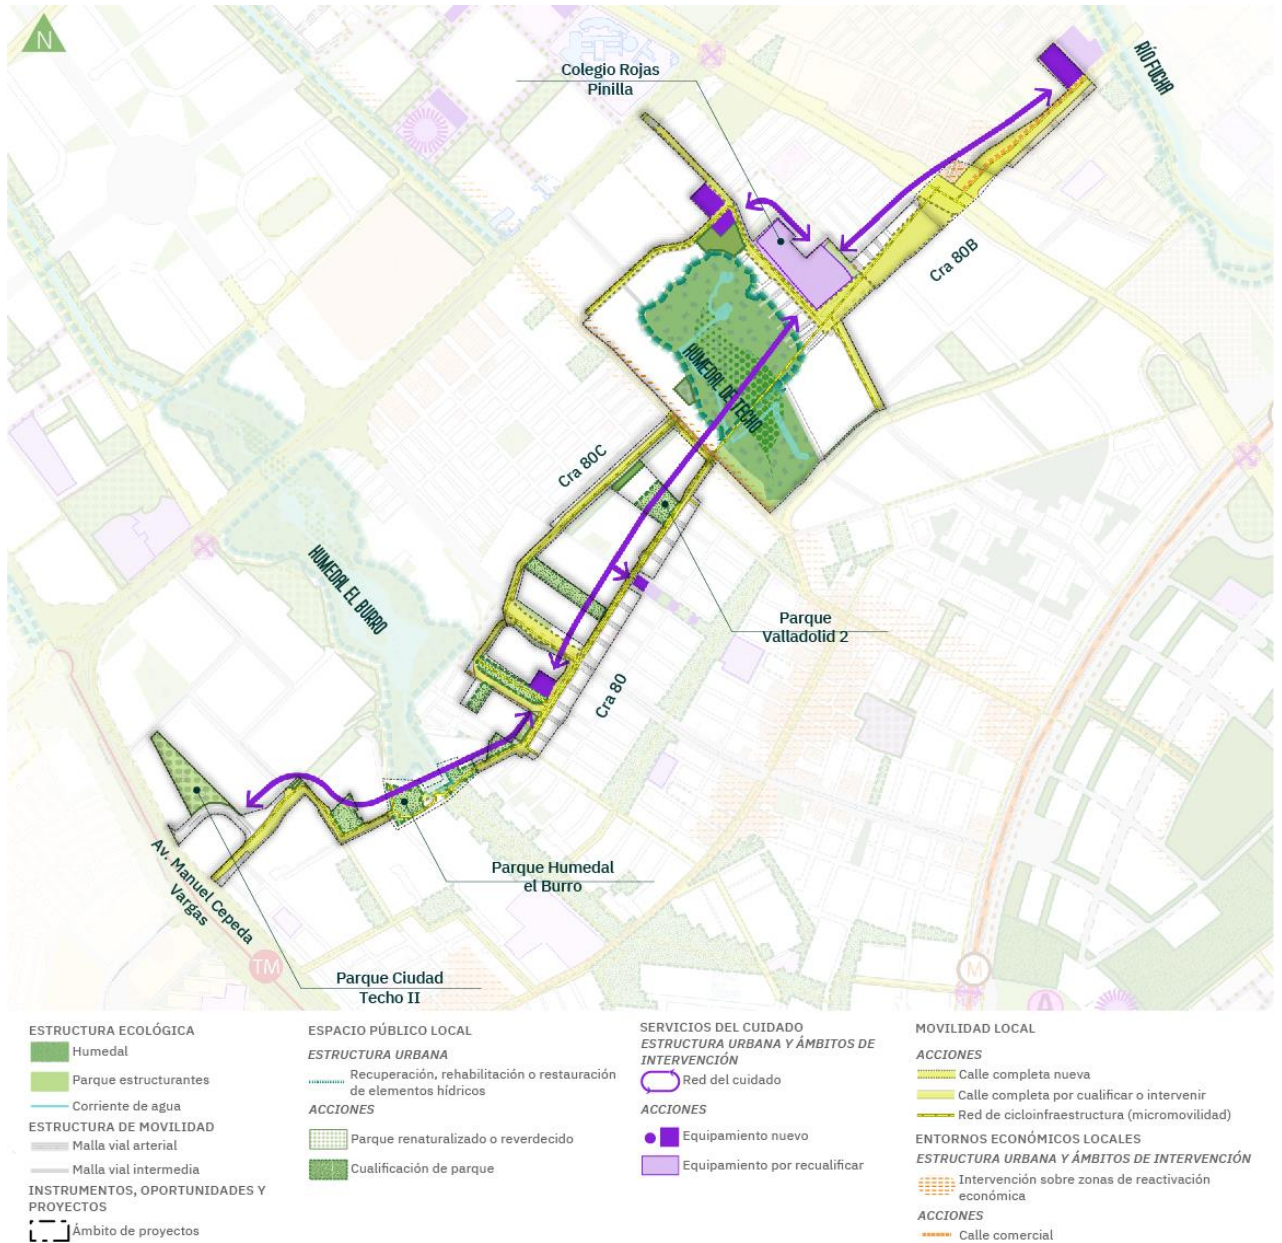 N
Colegio Rojas
Pinilla
RÍO FUCHA
Cra 80B
HUMEDAL DE TECHO
Cra 80C
HUMEDAL EL BURRO
Parque
Valladolid 2
Cra 80
Parque Humedal
el Burro
Av. Manuel Cepeda
Vargas
TM
M
A
Parque Ciudad
Techo II
ESTRUCTURA ECOLÓGICA
Humedal
Parque estructurantes
Corriente de agua
ESTRUCTURA DE MOVILIDAD
Malla vial arterial
Malla vial intermedia
INSTRUMENTOS, OPORTUNIDADES Y
PROYECTOS
Ámbito de proyectos
ESPACIO PÚBLICO LOCAL
ESTRUCTURA URBANA
Recuperación, rehabilitación o restauración
de elementos hídricos
ACCIONES
Parque renaturalizado o reverdecido
Cualificación de parque
SERVICIOS DEL CUIDADO
ESTRUCTURA URBANA Y ÁMBITOS DE
INTERVENCIÓN
Red del cuidado
ACCIONES
Equipamiento nuevo
Equipamiento por recualificar
MOVILIDAD LOCAL
ACCIONES
Calle completa nueva
Calle completa por cualificar o intervenir
Red de cicloinfraestructura (micromovilidad)
ENTORNOS ECONÓMICOS LOCALES
ESTRUCTURA URBANA Y ÁMBITOS DE INTERVENCIÓN
Intervención sobre zonas de reactivación
económica
ACCIONES
Calle comercial